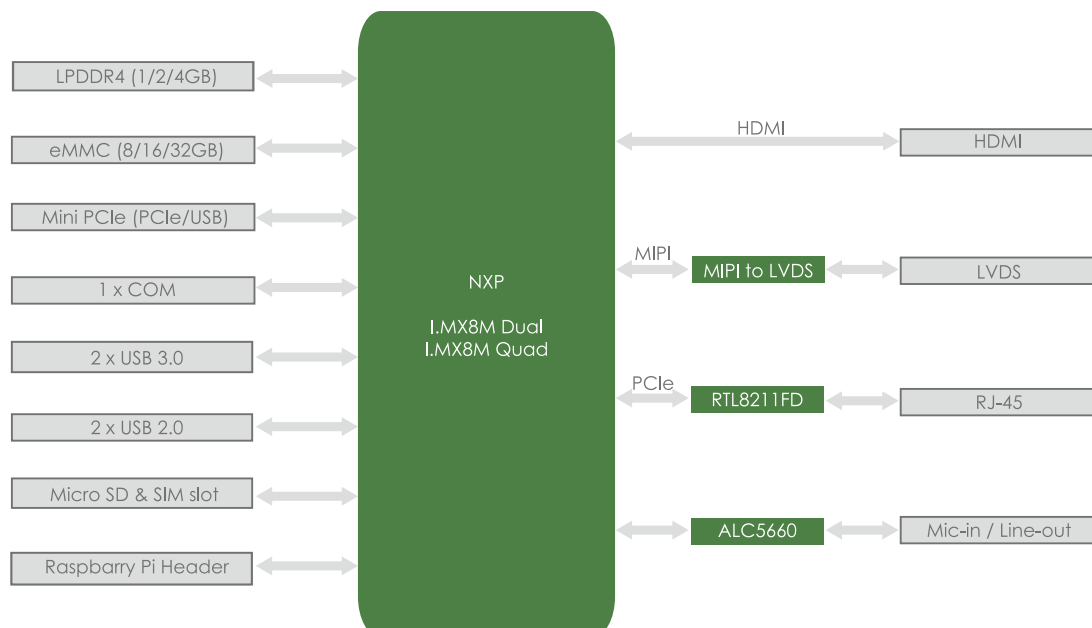 LPDDR4 (1/2/4GB)
eMMC (8/16/32GB)
Mini PCIe (PCIe/USB)
1 x COM
2 x USB 3.0
2 x USB 2.0
Micro SD & SIM slot
Raspbarry Pi Header
NXP
I.MX8M Dual
I.MX8M Quad
HDMI
HDMI
MIPI
MIPI to LVDS
LVDS
PCIe
RTL8211FD
RJ-45
ALC5660
Mic-in / Line-out